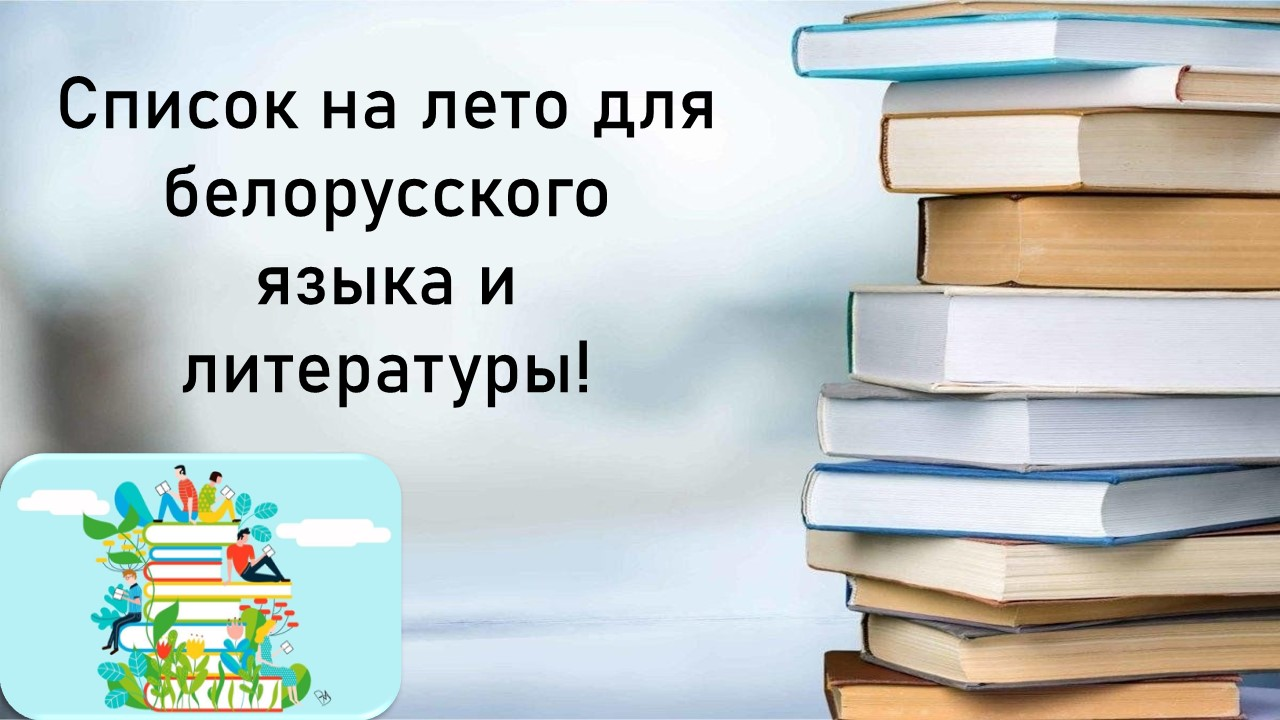 Список на лето для
белорусского
языка и
литературы!